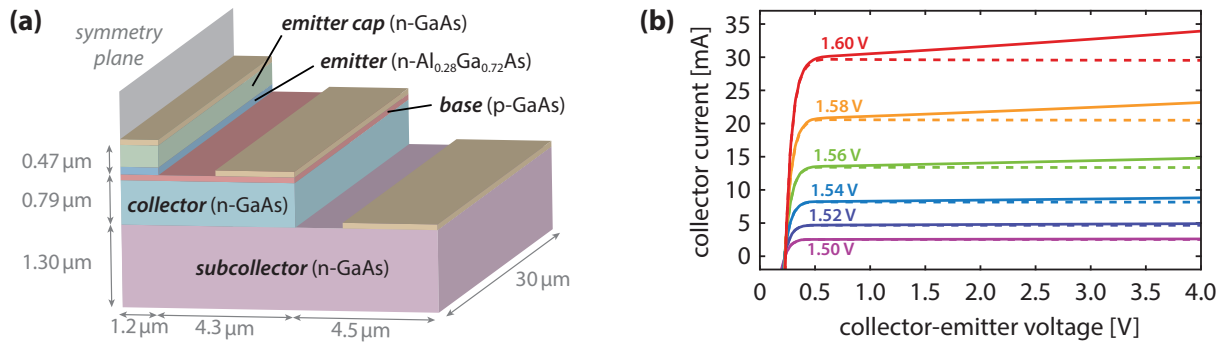 (a)
symmetry
plane
emitter cap (n-GaAs)
emitter (n-Al0.28Ga0.72As)
base (p-GaAs)
0.47 µm
0.79 µm
collector (n-GaAs)
1.30 µm
subcollector (n-GaAs)
30 µm
1.2 µm
4.3 µm
4.5 µm
(b)
collector current [mA]
35
30
25
20
15
10
5
0
1.60 V
1.58 V
1.56 V
1.54 V
1.52 V
1.50 V
0 0.5 1.0 1.5 2.0 2.5 3.0 3.5 4.0
collector-emitter voltage [V]